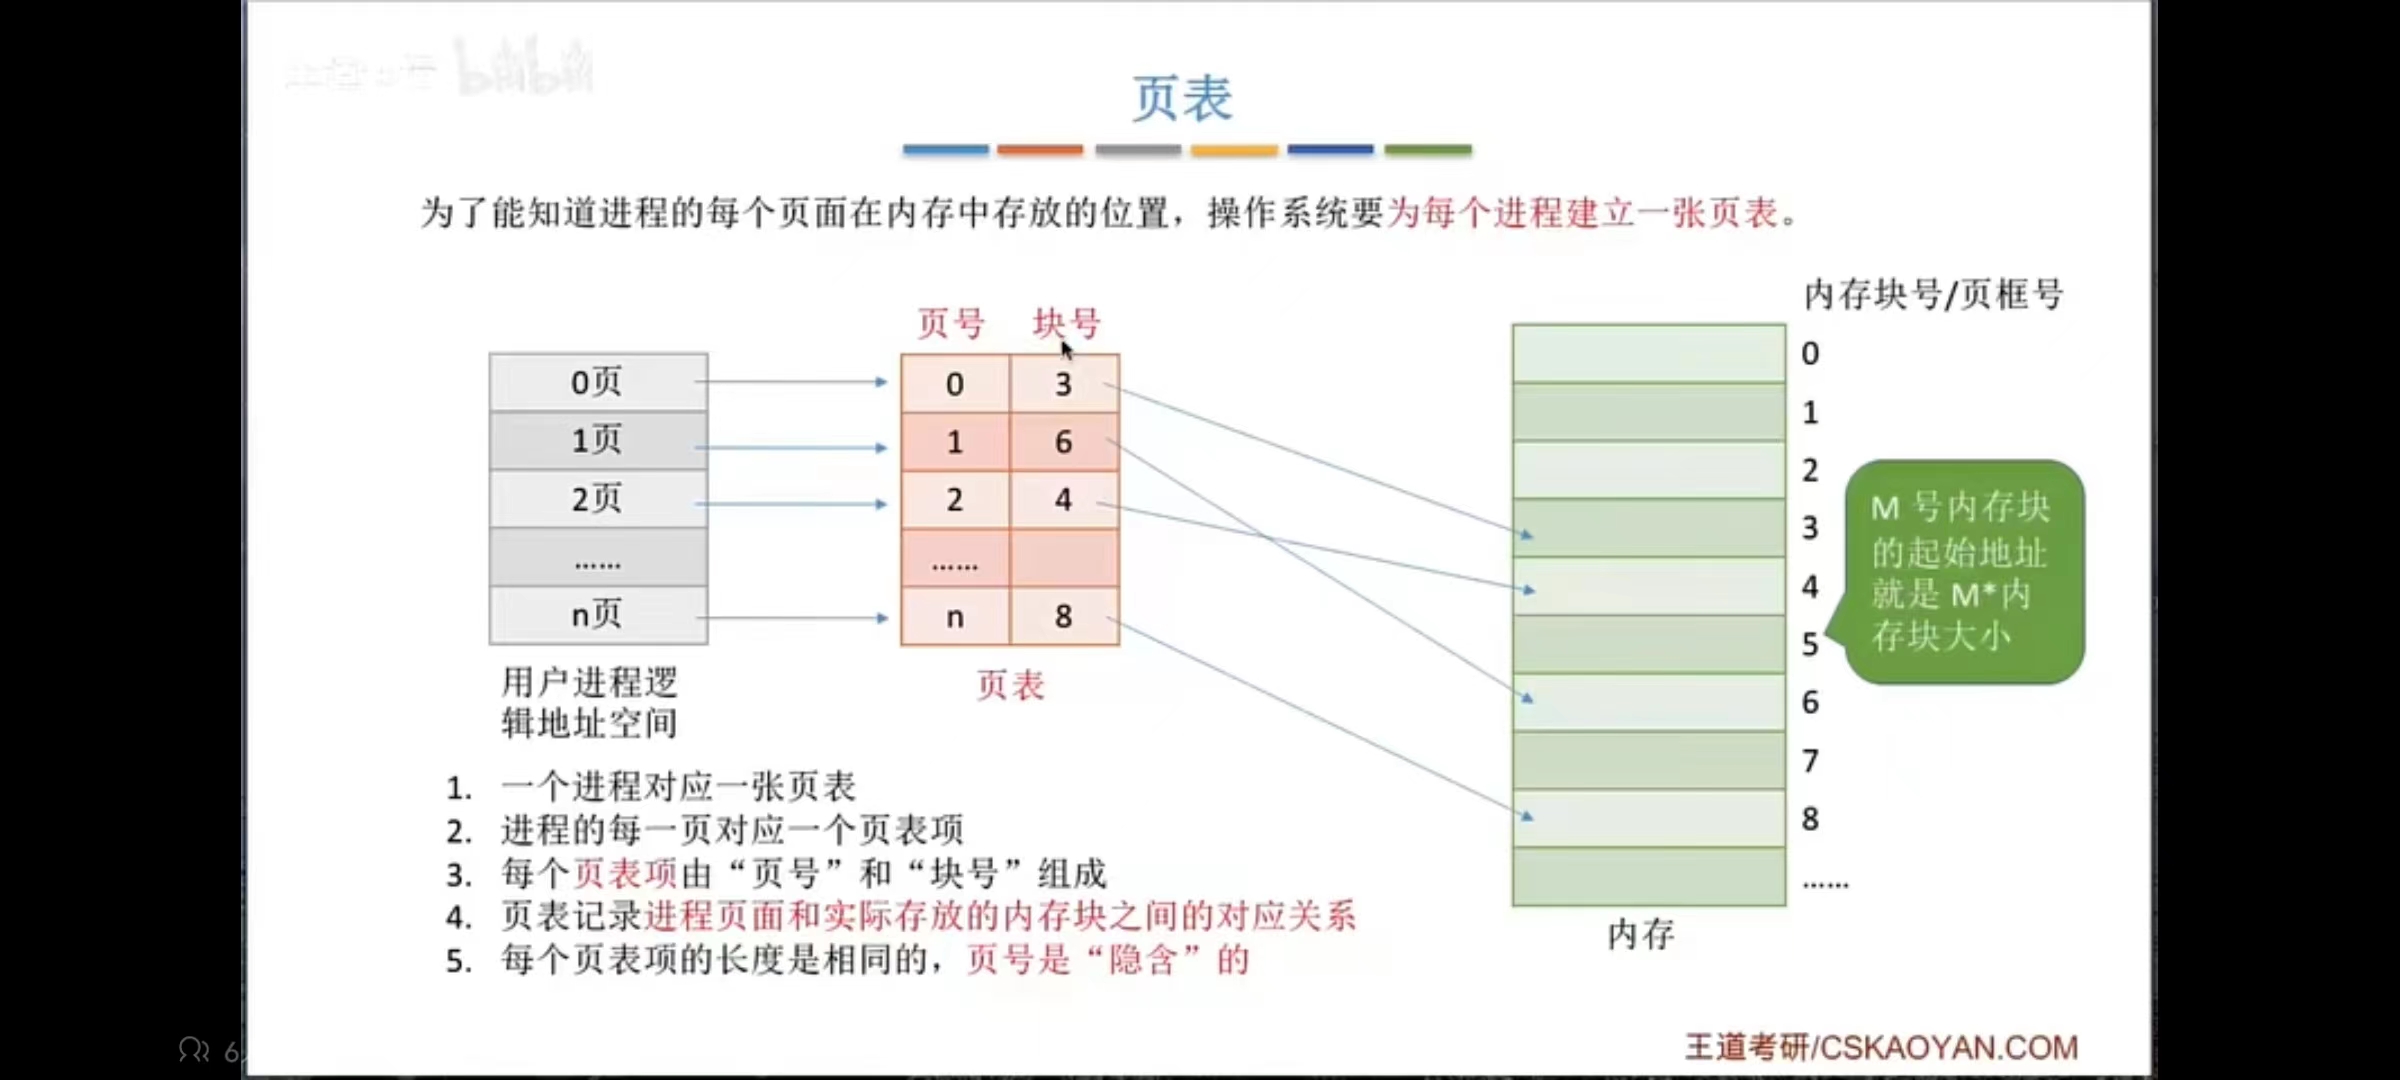 页表
为了能知道进程的每个页面在内存中存放的位置，操作系统要为每个进程建立一张页表。
内存块号/页框号
页号 块号
0页
1页
2页
......
n页
0 3
1 6
2 4
......
n 8
用户进程逻
辑地址空间
页表
0
1
2
3
4
5
6
7
8
......
M 号内存块
的起始地址
就是 M*内
存块大小
内存
1. 一个进程对应一张页表
2. 进程的每一页对应一个页表项
3. 每个页表项由“页号”和“块号”组成
4. 页表记录进程页面和实际存放的内存块之间的对应关系
5. 每个页表项的长度是相同的，页号是“隐含”的
王道考研/CSKAOYAN.COM